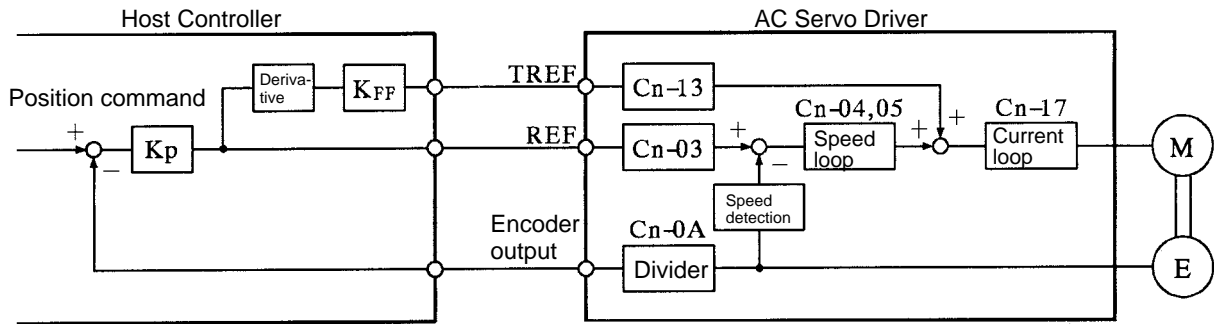 Host Controller
AC Servo Driver
Position command
+
−
Kp
Deriva-
tive
KFF
TREF
REF
Encoder
output
Cn-13
Cn-03
+
−
Speed
detection
Cn-0A
Divider
Cn-04,05
Speed
loop
+
+
Cn-17
Current
loop
M
E